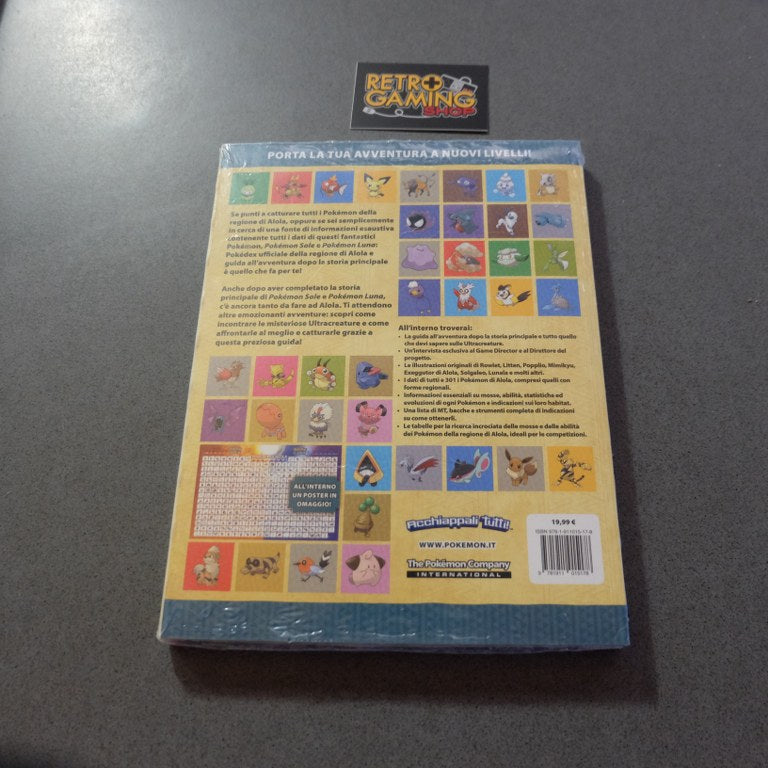 RETRO
GAMING
SHOP
PORTA LA TUA AVVENTURA A NUOVI LIVELLI!
Se punti a catturare tutti i Pokémon della
regione di Alola, oppure se sei semplicemente
in cerca di una fonte di informazioni esaustiva
contenente tutti i dati di questi fantastici
Pokémon, Pokémon Sole e Pokémon Luna:
Pokédex ufficiale della regione di Alola e
guida all'avventura dopo la storia principale
è quello che fa per te!
Anche dopo aver completato la storia
principale di Pokémon Sole e Pokémon Luna,
c'è ancora tanto da fare ad Alola. Ti attendono
altre emozionanti avventure: scopri come
incontrare le misteriose Ultracreature e come
affrontarle al meglio e catturarle grazie a
questa preziosa guida!
All'interno troverai:
• La guida all'avventura dopo la storia principale e tutto quello
che devi sapere sulle Ultracreature.
• Un'intervista esclusiva al Game Director e al Direttore del
progetto.
• Le illustrazioni originali di Rowlet, Litten, Popplio, Mimikyu,
Exeggutor di Alola, Solgaleo, Lunala e molti altri.
• I dati di tutti e 301 i Pokémon di Alola, compresi quelli con
forme regionali.
• Informazioni essenziali su mosse, abilità, statistiche ed
evoluzioni di ogni Pokémon e indicazioni sui loro habitat.
• Una lista di MT, bacche e strumenti completa di indicazioni
su come ottenerli.
• Le tabelle per la ricerca incrociata delle mosse e delle abilità
dei Pokémon della regione di Alola, ideali per le competizioni.
ALL'INTERNO
UN POSTER IN
OMAGGIO!
Acchiappali Tutti!
WWW.POKEMON.IT
The Pokémon Company
INTERNATIONAL
19,99 €
ISBN 978-1-911015-17-8
9 781911 015178